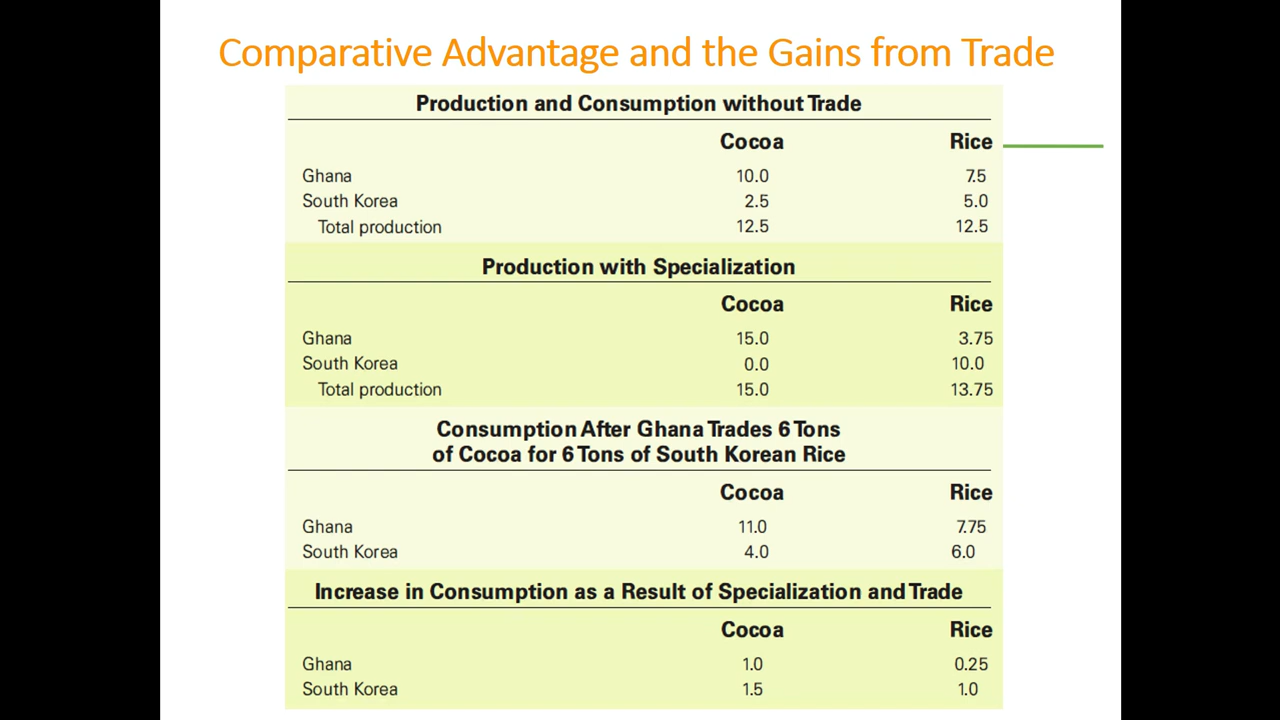 Comparative Advantage and the Gains from Trade
Production and Consumption without Trade
Cocoa Rice
Ghana 10.0 7.5
South Korea 2.5 5.0
Total production 12.5 12.5
Production with Specialization
Cocoa Rice
Ghana 15.0 3.75
South Korea 0.0 10.0
Total production 15.0 13.75
Consumption After Ghana Trades 6 Tons
of Cocoa for 6 Tons of South Korean Rice
Cocoa Rice
Ghana 11.0 7.75
South Korea 4.0 6.0
Increase in Consumption as a Result of Specialization and Trade
Cocoa Rice
Ghana 1.0 0.25
South Korea 1.5 1.0